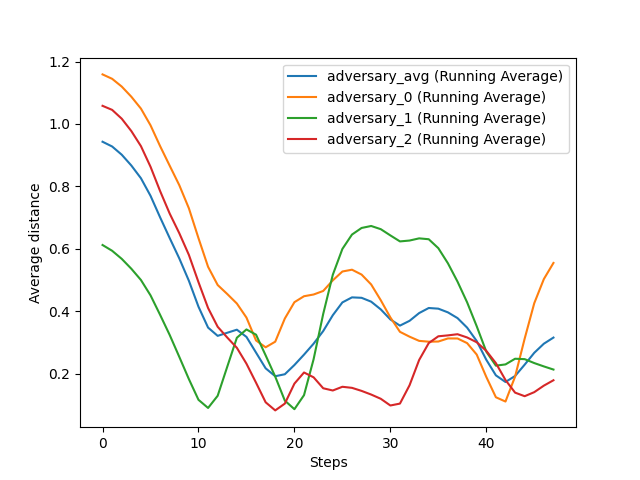 1.2
1.0
0.8
0.6
0.4
0.2
Average distance
adversary_avg (Running Average)
adversary_0 (Running Average)
adversary_1 (Running Average)
adversary_2 (Running Average)
0 10 20 30 40
Steps